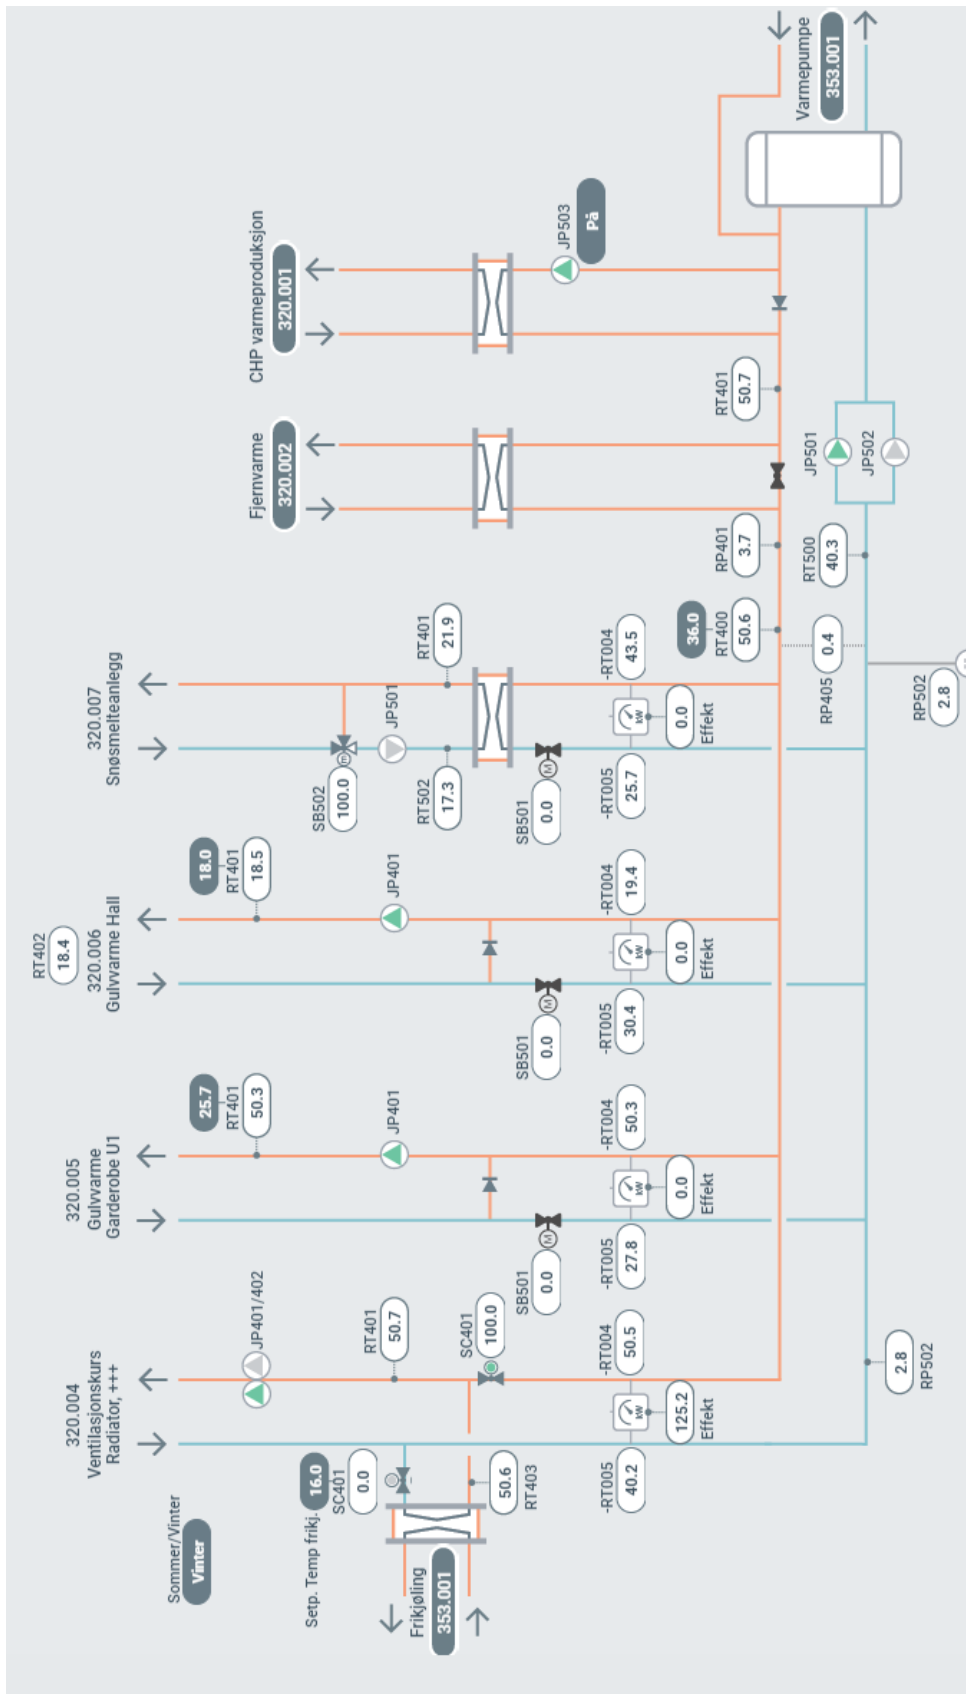 Sommer/Vinter
Vinter
Setp. Temp frikj.
16.0
SC401
0.0
Frikjøling
353.001
50.6
RT403
320.004
Ventilasjonskurs
Radiator, +++
JP401/402
RT401
50.7
SC401
100.0
-RT005
40.2
-RT004
50.5
125.2
Effekt
2.8
RP502
320.005
Gulvvarme
Garderobe U1
25.7
RT401
50.3
JP401
SB501
0.0
-RT005
27.8
-RT004
50.3
kW
0.0
Effekt
RT402
18.4
320.006
Gulvvarme Hall
18.0
RT401
18.5
JP401
SB501
0.0
M
-RT005
30.4
-RT004
19.4
kW
0.0
Effekt
320.007
Snøsmelteanlegg
SB502
100.0
JP501
RT401
21.9
RT502
17.3
SB501
0.0
M
-RT005
25.7
-RT004
43.5
kW
0.0
Effekt
36.0
RT400
50.6
RP405
0.4
RP502
2.8
Fjernvarme
320.002
RP401
3.7
RT500
40.3
JP501
JP502
CHP varmeproduksjon
320.001
JP503
På
RT401
50.7
Varmepumpe
353.001